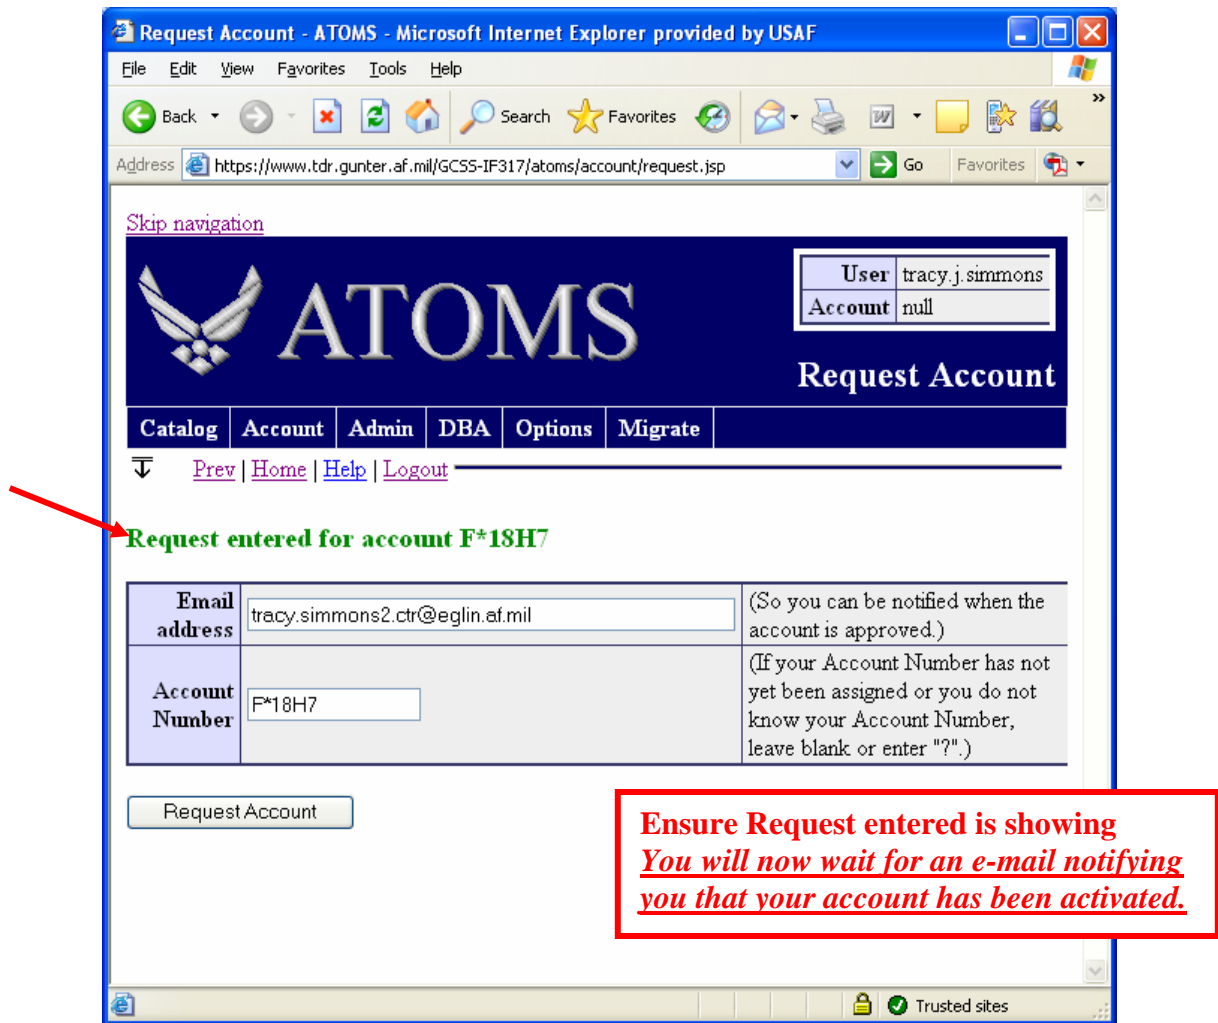 Request Account - ATOMS - Microsoft Internet Explorer provided by USAF
File Edit View Favorites Tools Help
Back Search Favorites W »
Address https://www.tdr.gunter.af.mil/GCSS-IF317/atoms/account/request.jsp Go Favorites
Skip navigation
ATOMS
User tracy.j.simmons
Account null
Request Account
Catalog Account Admin DBA Options Migrate
Prev | Home | Help | Logout
Request entered for account F*18H7
Email address
tracy.simmons2.ctr@eglin.af.mil
(So you can be notified when the
account is approved.)
Account
Number
F*18H7
(If your Account Number has not
yet been assigned or you do not
know your Account Number,
leave blank or enter "?".)
Request Account
Ensure Request entered is showing
You will now wait for an e-mail notifying
you that your account has been activated.
Trusted sites